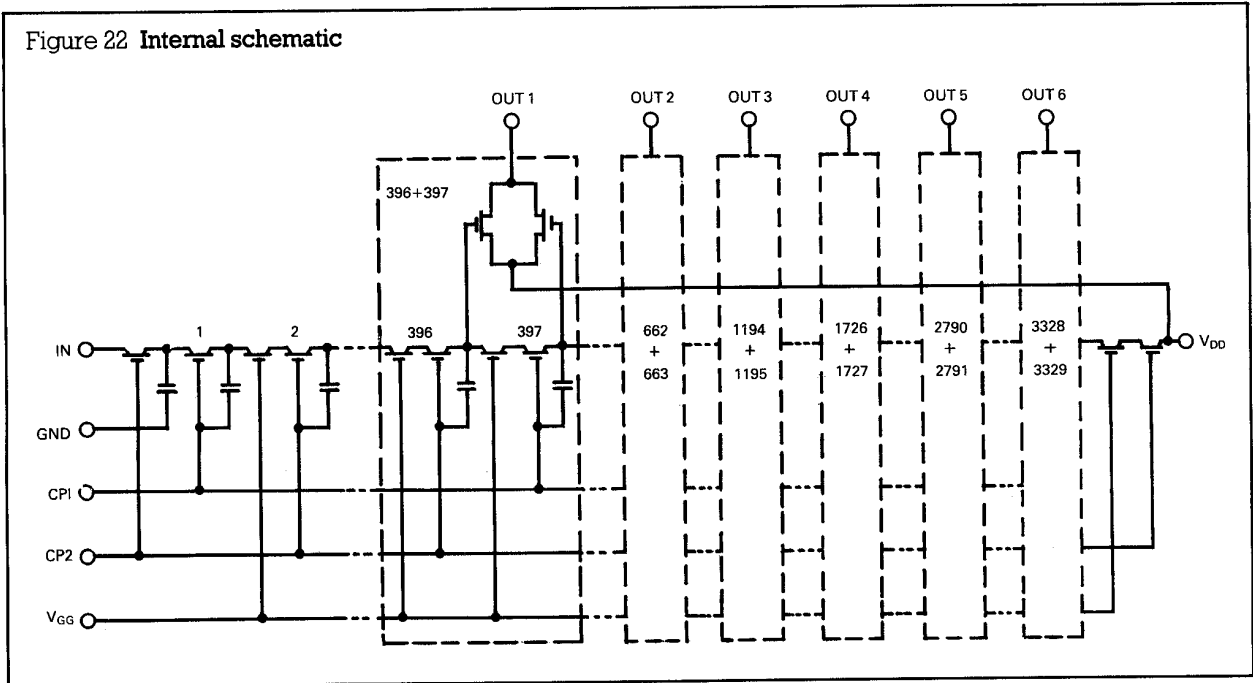 Figure 22 Internal schematic
OUT 1
OUT 2
OUT 3
OUT 4
OUT 5
OUT 6
396+397
IN
1
2
396
397
662
+
663
1194
+
1195
1726
+
1727
2790
+
2791
3328
+
3329
VDD
GND
CP1
CP2
VGG